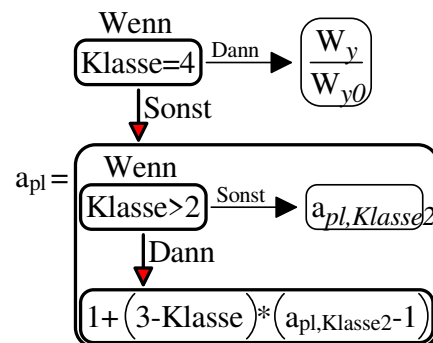 Wenn
Klasse=4 Dann W_y / W_y0
Sonst
a_pl =
Wenn
Klasse>2 Sonst a_pl,Klasse2
Dann
1+(3-Klasse)*(a_pl,Klasse2-1)